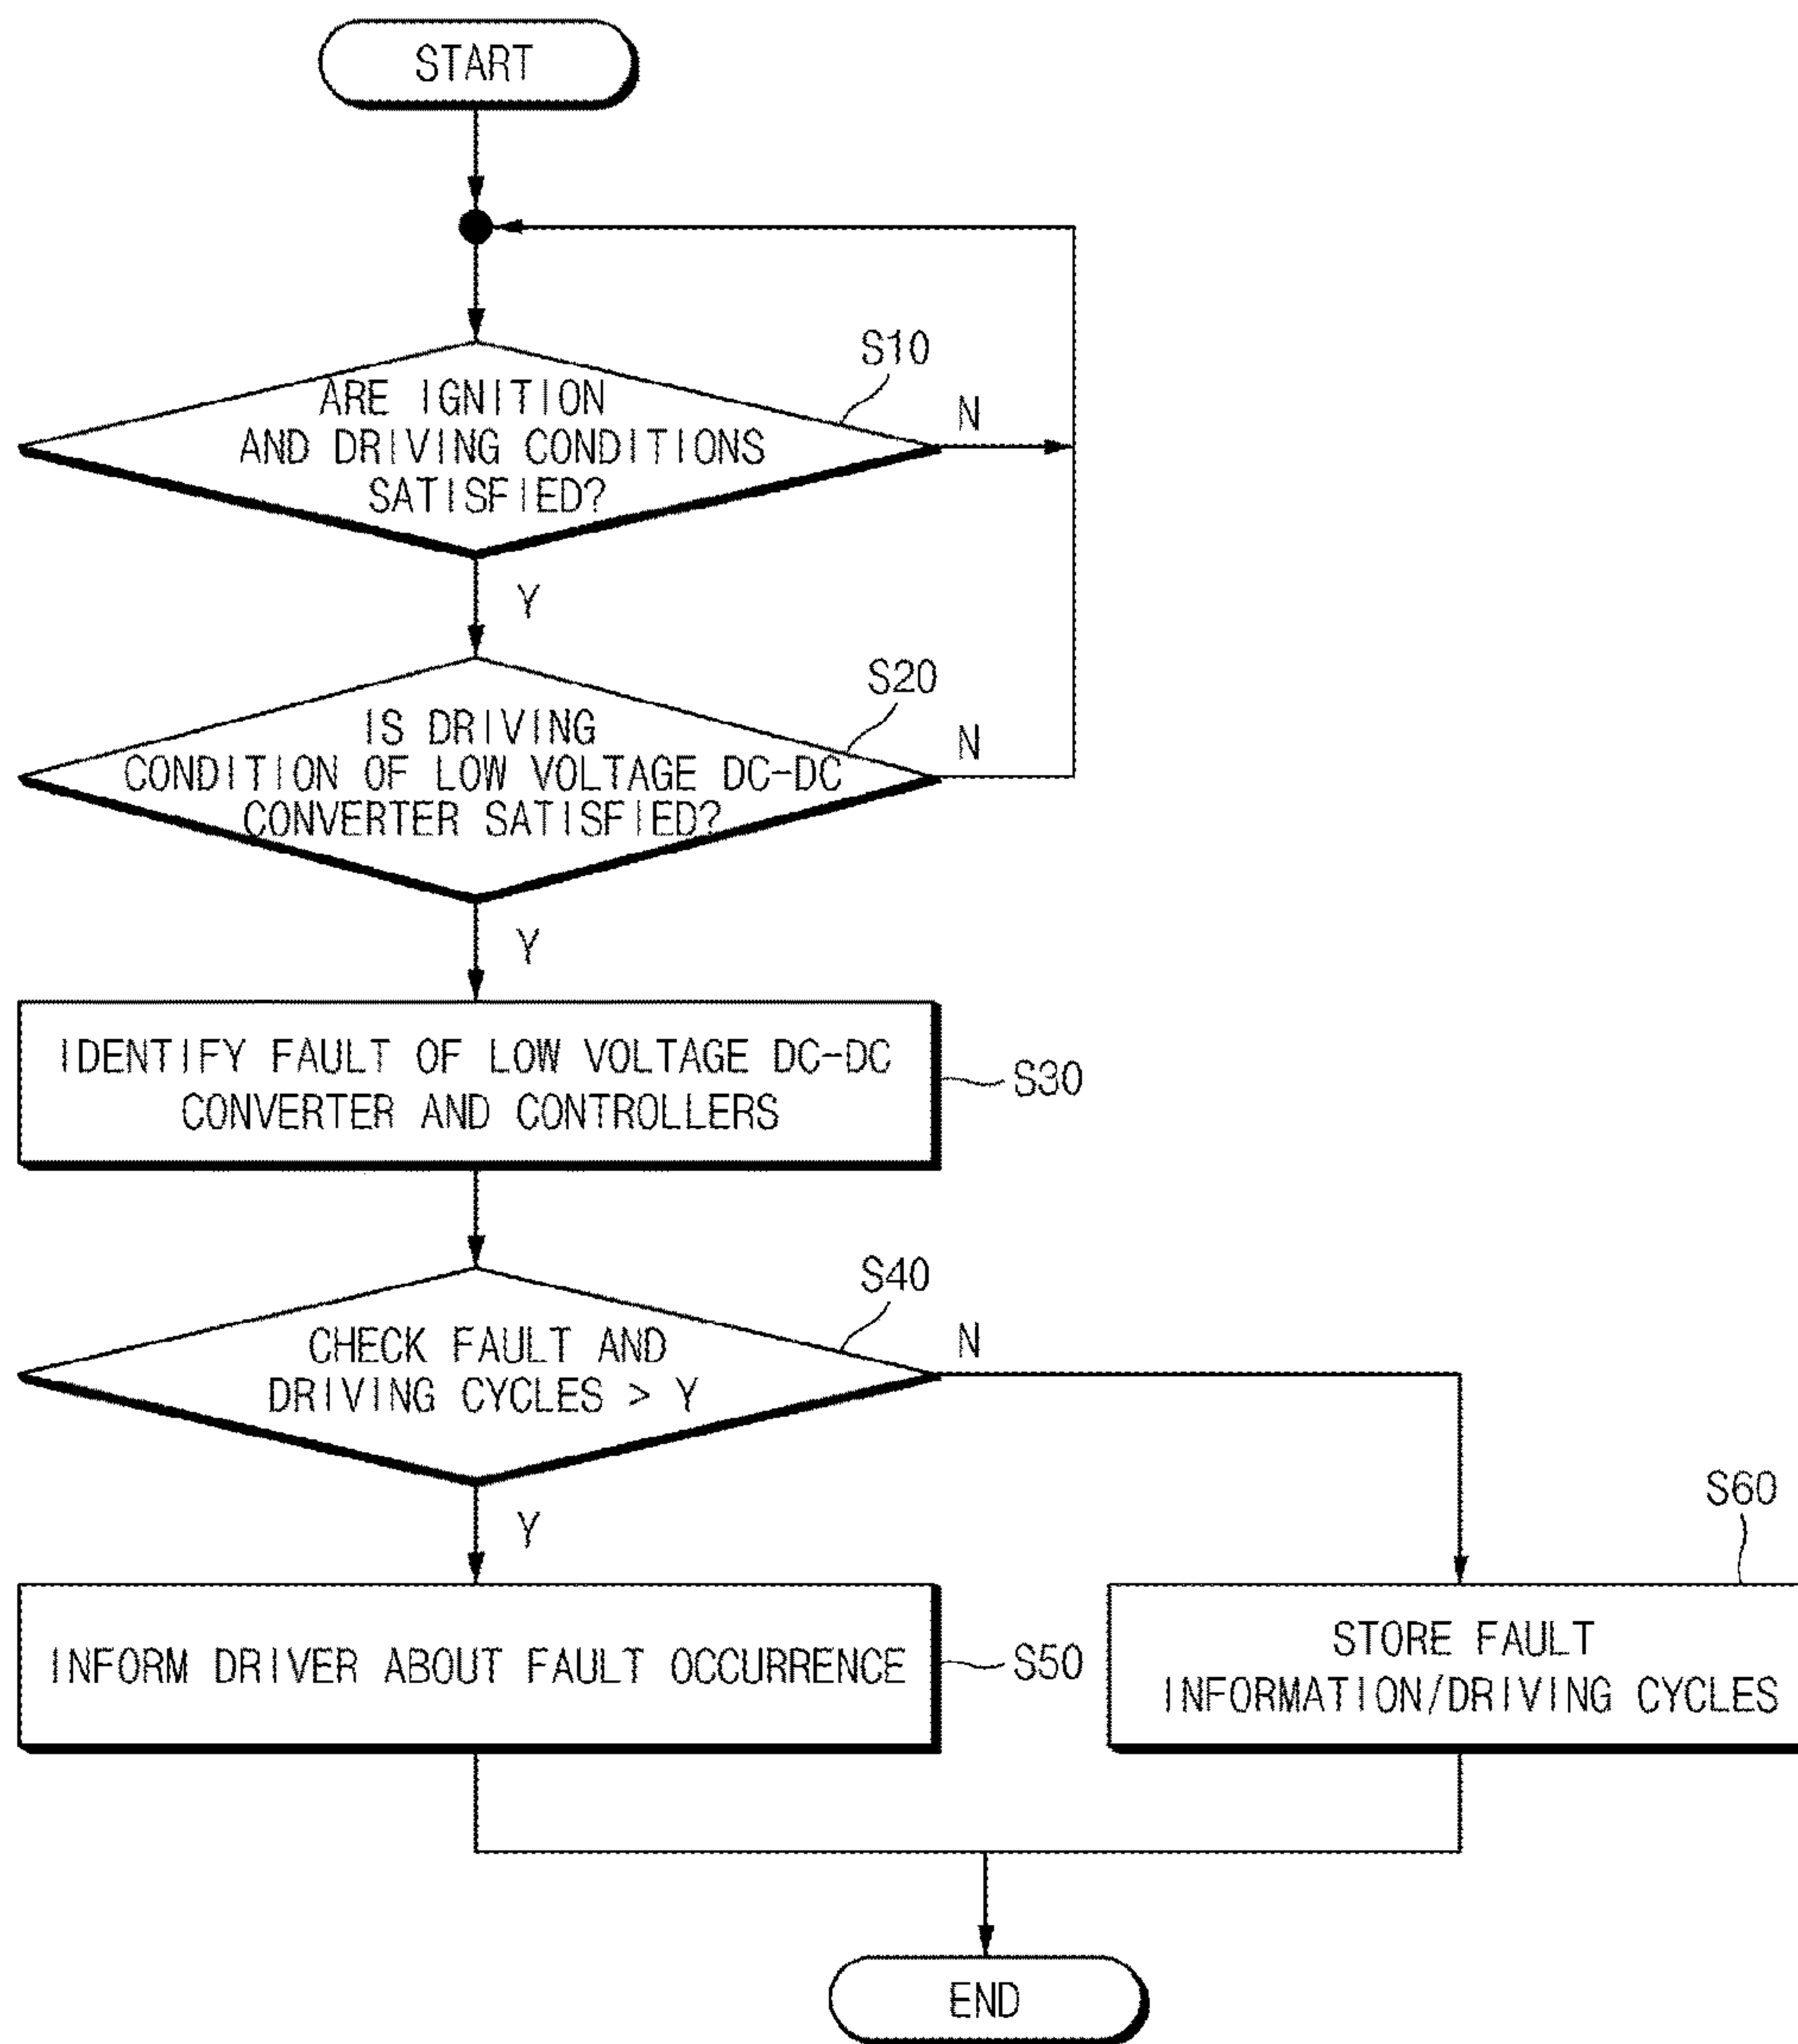 START
S10
ARE IGNITION
AND DRIVING CONDITIONS
SATISFIED?
N
Y
S20
IS DRIVING
CONDITION OF LOW VOLTAGE DC-DC
CONVERTER SATISFIED?
N
Y
IDENTIFY FAULT OF LOW VOLTAGE DC-DC
CONVERTER AND CONTROLLERS
S30
S40
CHECK FAULT AND
DRIVING CYCLES > Y
N
Y
S60
INFORM DRIVER ABOUT FAULT OCCURRENCE
S50
STORE FAULT
INFORMATION/DRIVING CYCLES
END